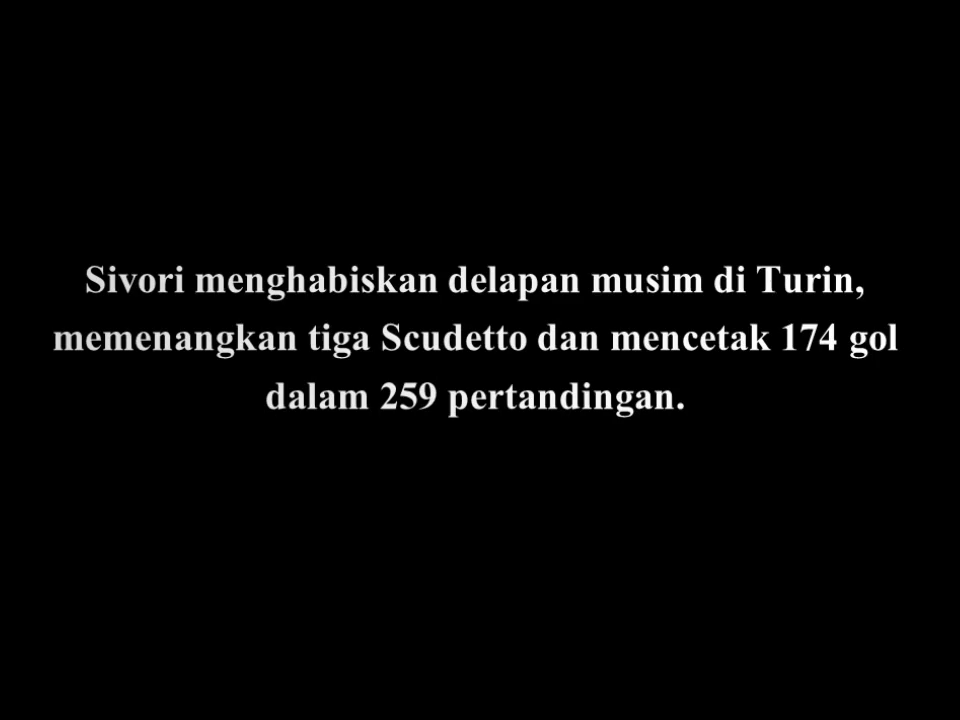 Sivori menghabiskan delapan musim di Turin,
memenangkan tiga Scudetto dan mencetak 174 gol
dalam 259 pertandingan.